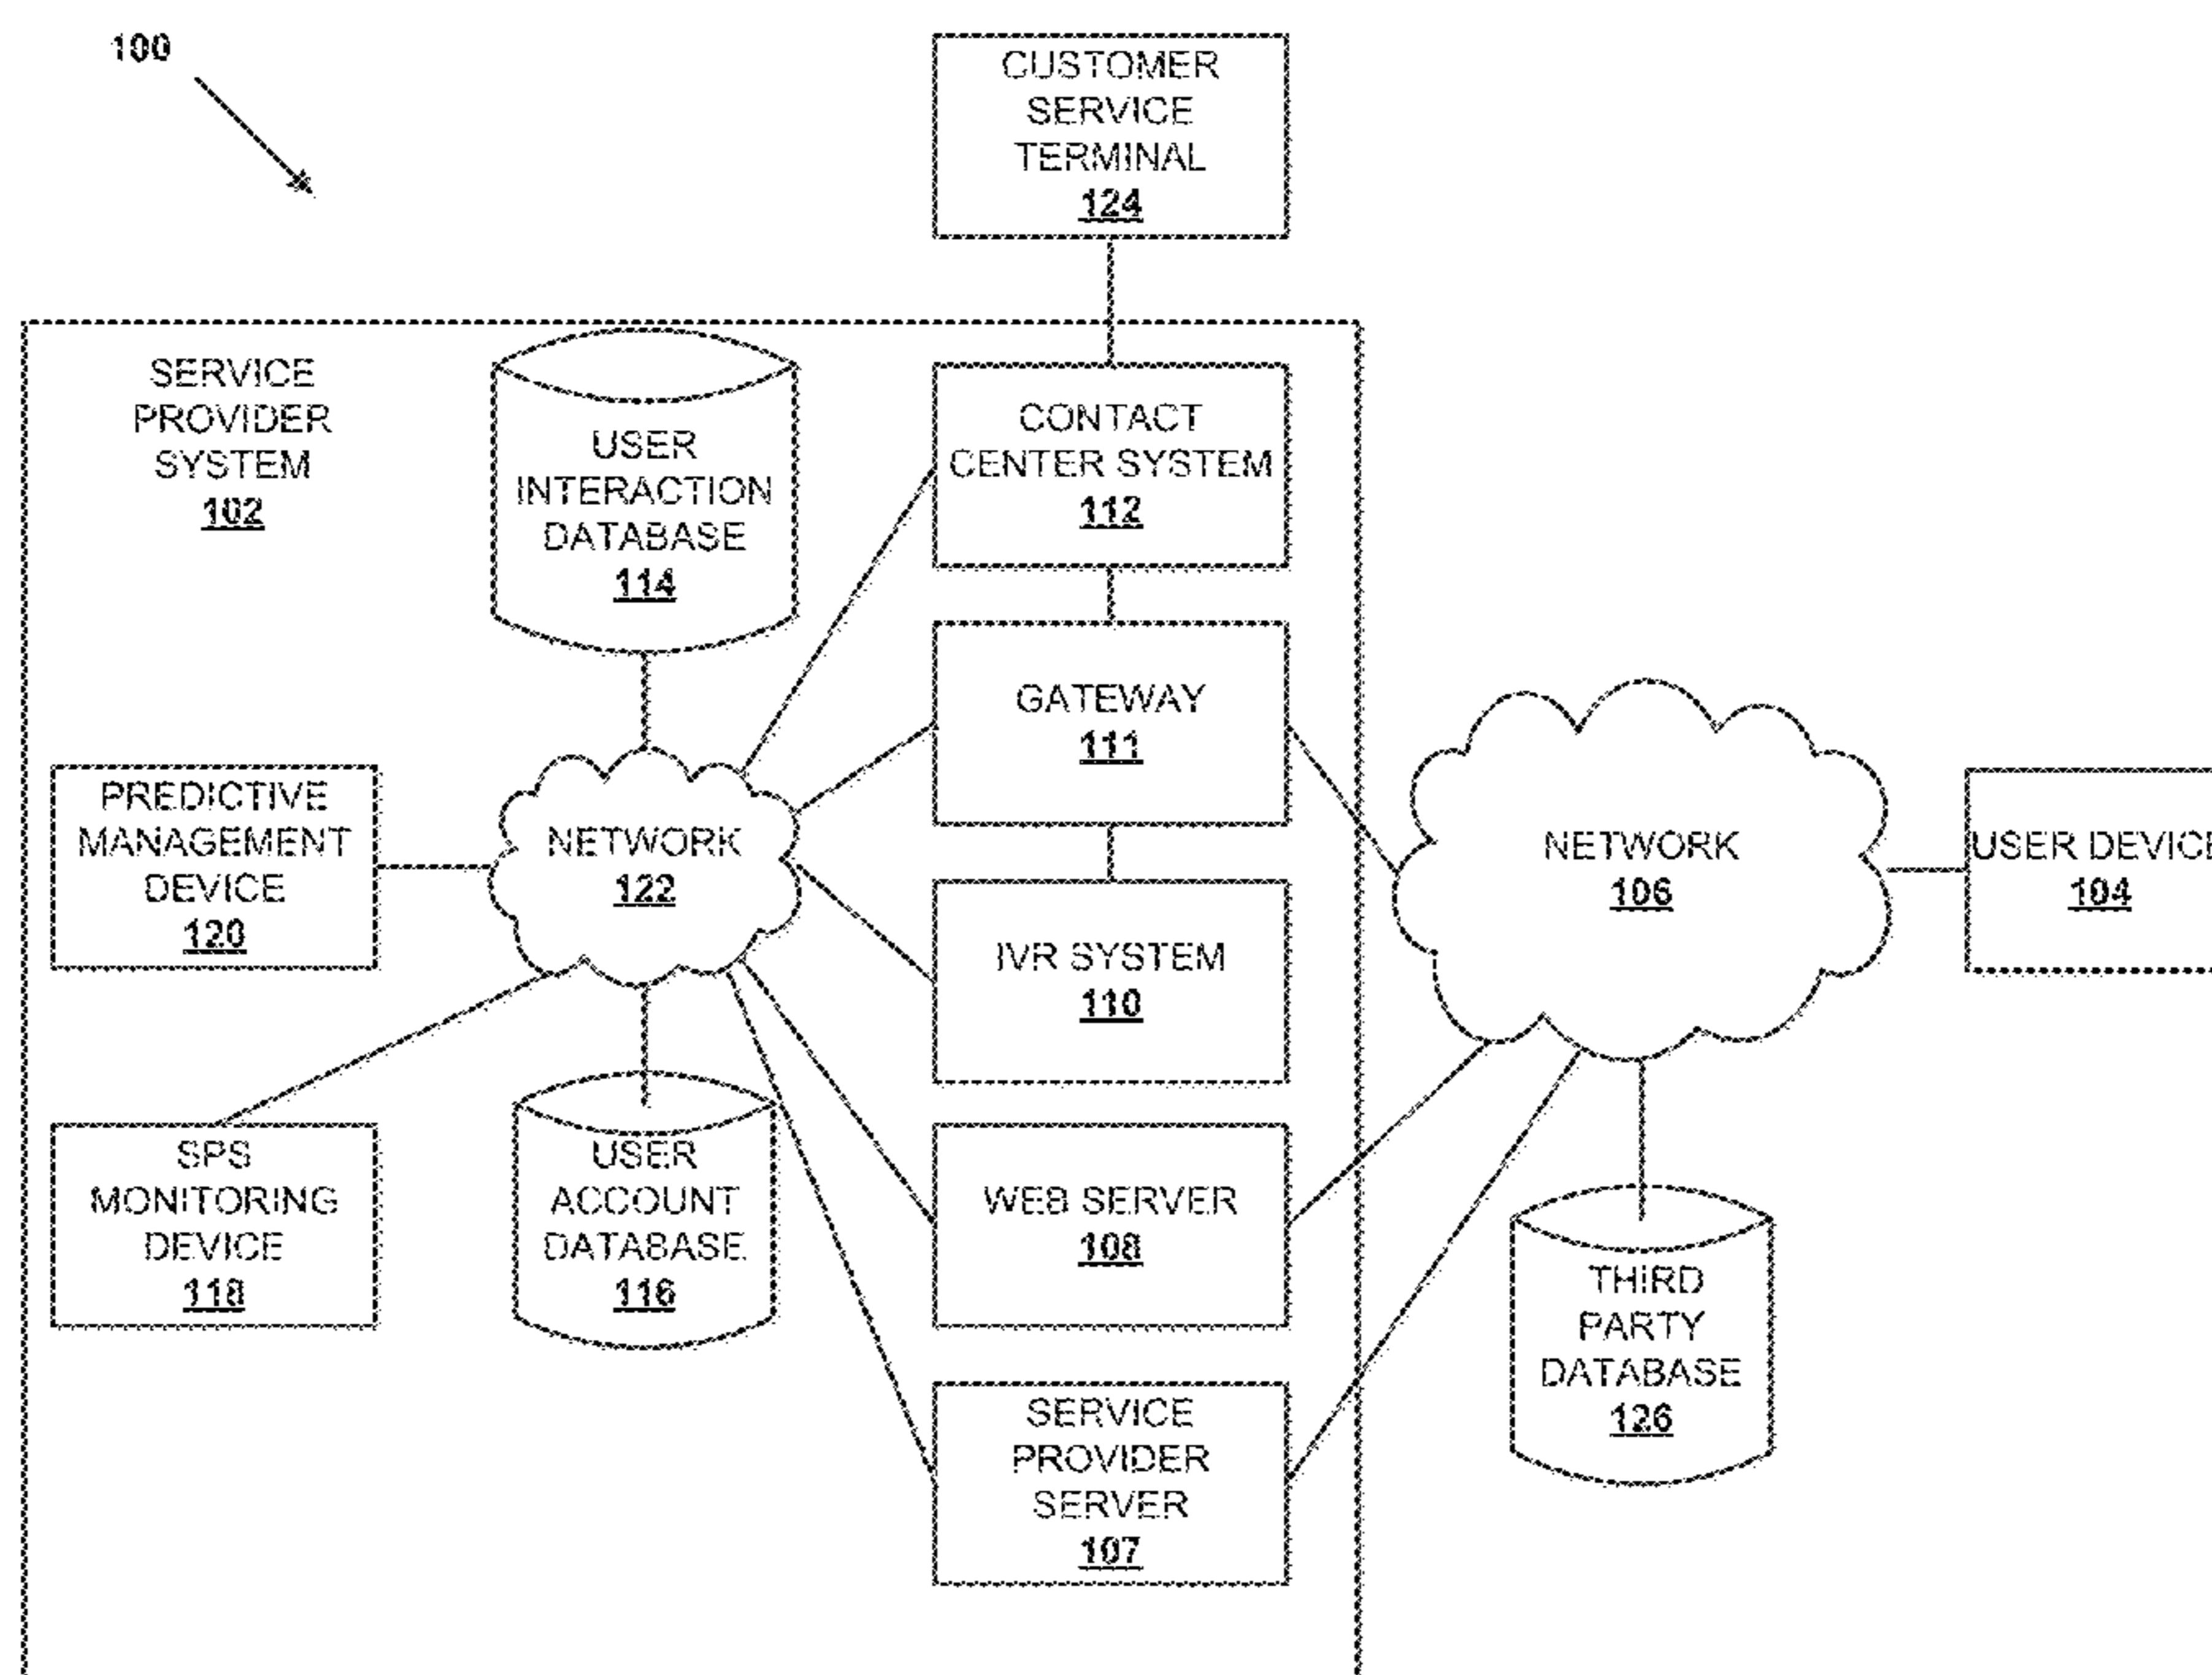 100
CUSTOMER
SERVICE
TERMINAL
124
SERVICE
PROVIDER
SYSTEM
102
USER
INTERACTION
DATABASE
114
CONTACT
CENTER SYSTEM
112
GATEWAY
111
PREDICTIVE
MANAGEMENT
DEVICE
120
NETWORK
122
NETWORK
106
USER DEVICE
104
IVR SYSTEM
110
SPS
MONITORING
DEVICE
118
USER
ACCOUNT
DATABASE
116
WEB SERVER
108
THIRD
PARTY
DATABASE
126
SERVICE
PROVIDER
SERVER
107